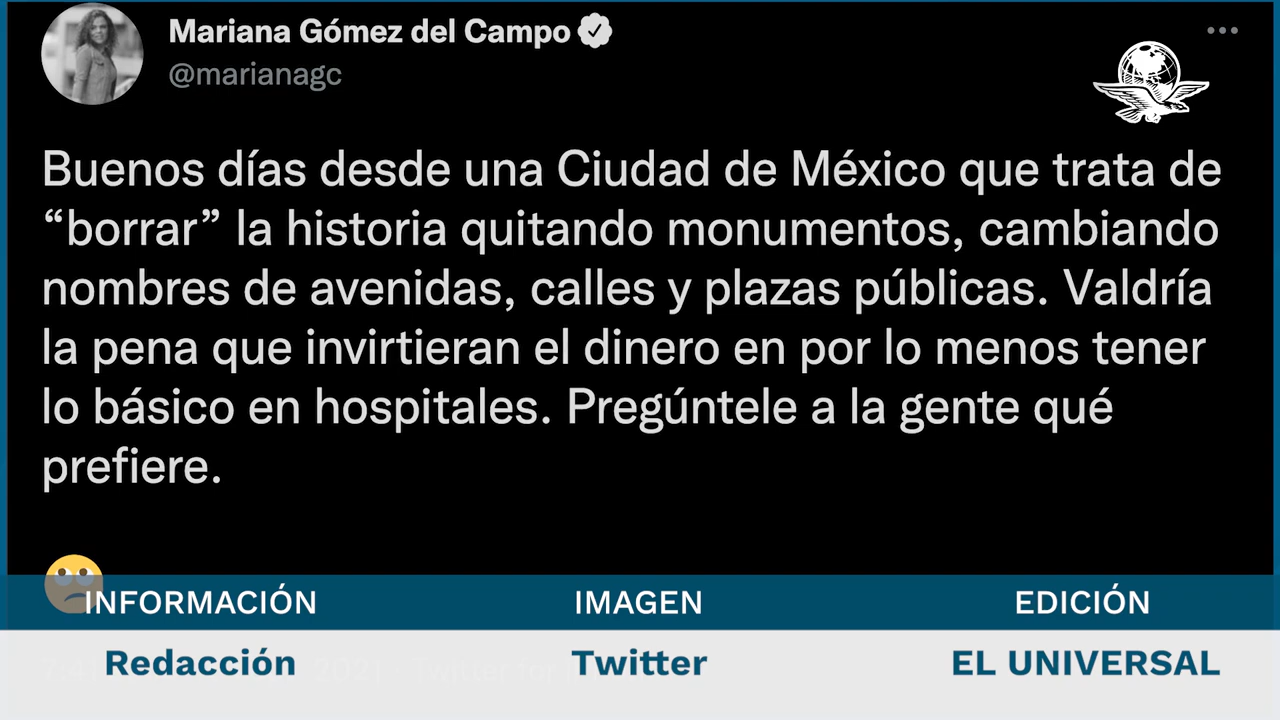 Mariana Gómez del Campo
@marianagc
Buenos días desde una Ciudad de México que trata de
“borrar” la historia quitando monumentos, cambiando
nombres de avenidas, calles y plazas públicas. Valdría
la pena que invirtieran el dinero en por lo menos tener
lo básico en hospitales. Pregúntele a la gente qué
prefiere.
INFORMACIÓN IMAGEN EDICIÓN
Redacción Twitter EL UNIVERSAL